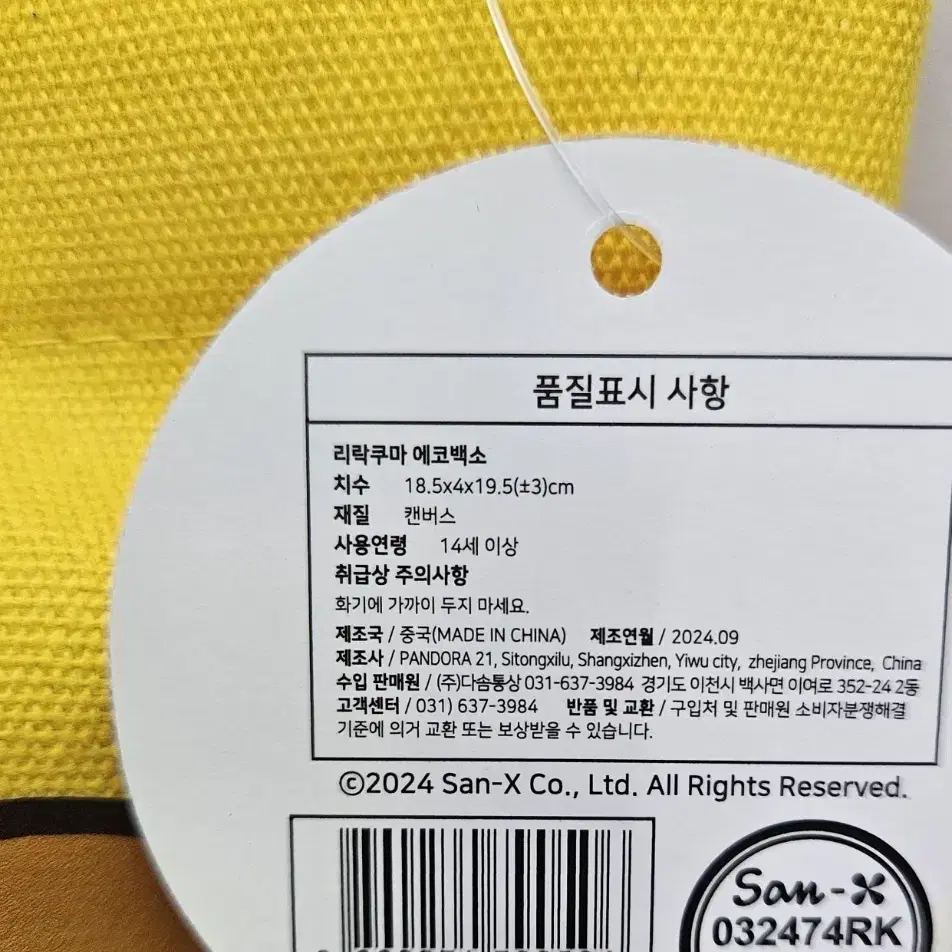 품질표시 사항
리락쿠마 에코백소
치수 18.5x4x19.5(±3)cm
재질 캔버스
사용연령 14세 이상
취급상 주의사항
화기에 가까이 두지 마세요.
제조국 / 중국(MADE IN CHINA) 제조연월 / 2024.09
제조사 / PANDORA 21, Sitongxilu, Shangxizhen, Yiwu city, zhejiang Province, China
수입 판매원 / (주)다솜통상 031-637-3984 경기도 이천시 백사면 이여로 352-24 2동
고객센터 / 031) 637-3984 반품 및 교환 / 구입처 및 판매원 소비자분쟁해결
기준에 의거 교환 또는 보상받을 수 있습니다.
©2024 San-X Co., Ltd. All Rights Reserved.
San-X
032474RK